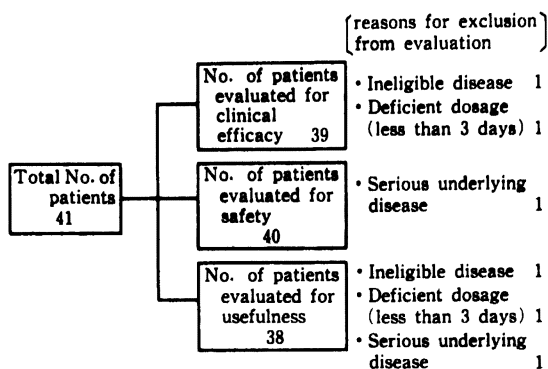 (reasons for exclusion
from evaluation)
No. of patients
evaluated for
clinical
efficacy 39
• Ineligible disease 1
• Deficient dosage
(less than 3 days) 1
Total No. of
patients
41
No. of patients
evaluated for
safety
40
• Serious underlying
disease 1
No. of patients
evaluated for
usefulness
38
• Ineligible disease 1
• Deficient dosage
(less than 3 days) 1
• Serious underlying
disease 1